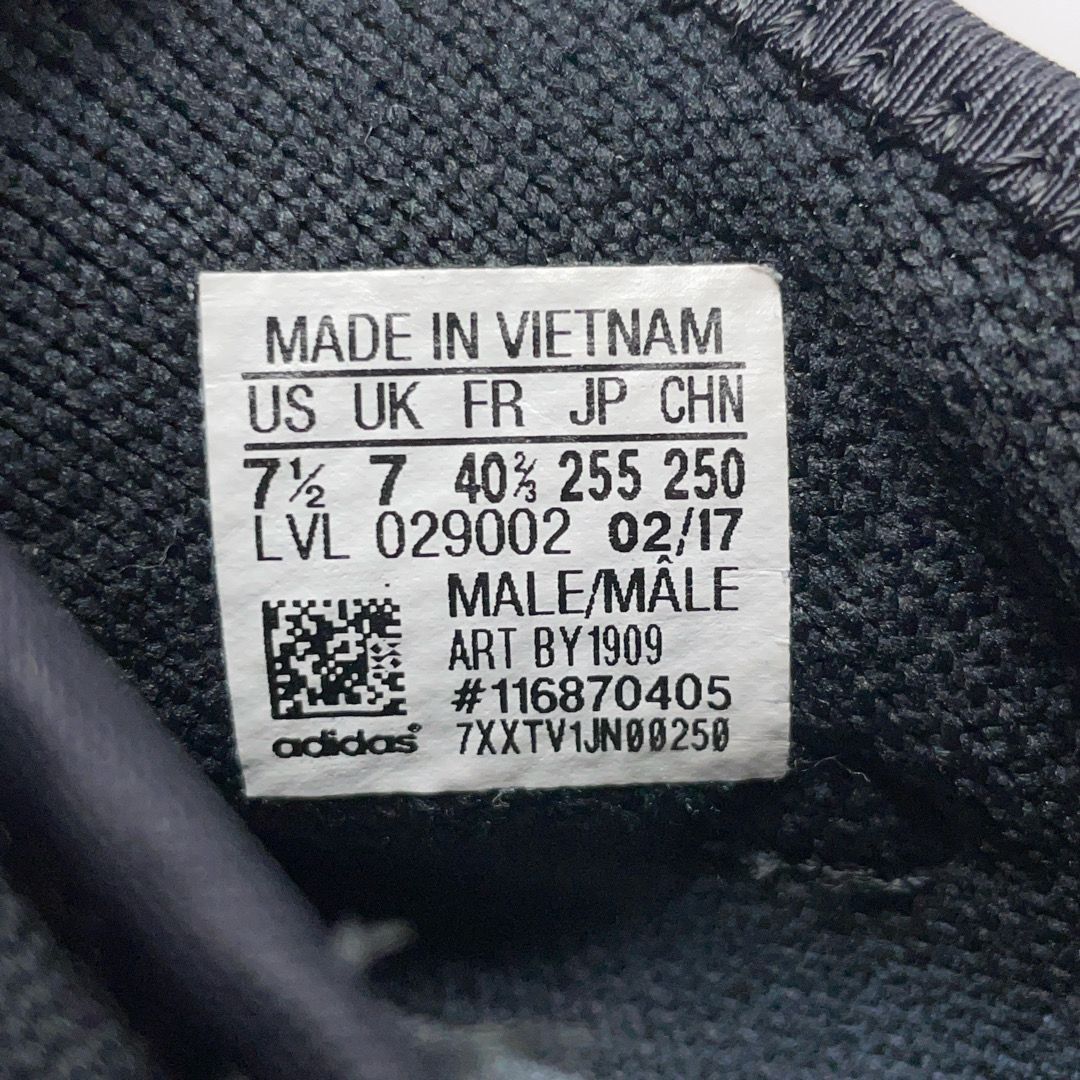 MADE IN VIETNAM
US UK FR JP CHN
7½ 7 40⅔ 255 250
LVL 029002 02/17
MALE/MÂLE
ART BY1909
#116870405
adidas® 7XXTV1JN00250